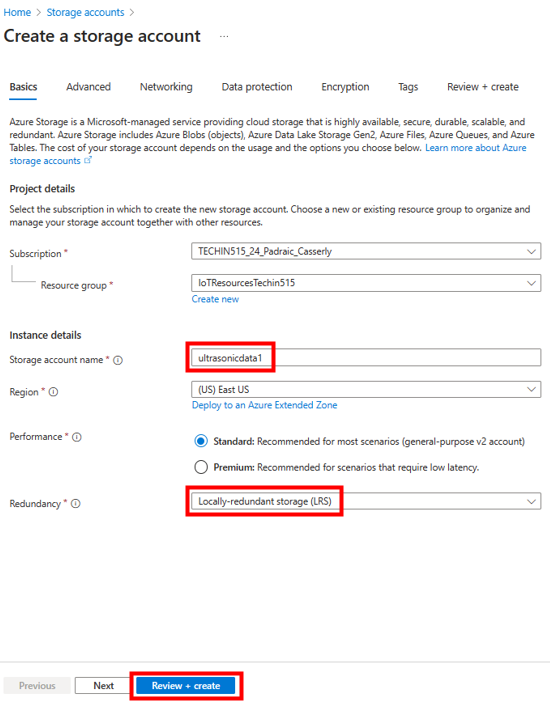 Home > Storage accounts >
Create a storage account ...
Basics Advanced Networking Data protection Encryption Tags Review + create
Azure Storage is a Microsoft-managed service providing cloud storage that is highly available, secure, durable, scalable, and
redundant. Azure Storage includes Azure Blobs (objects), Azure Data Lake Storage Gen2, Azure Files, Azure Queues, and Azure
Tables. The cost of your storage account depends on the usage and the options you choose below. Learn more about Azure
storage accounts
Project details
Select the subscription in which to create the new storage account. Choose a new or existing resource group to organize and
manage your storage account together with other resources.
Subscription * TECHIN515_24_Padraic_Casserly
Resource group * IoTResourcesTechin515
Create new
Instance details
Storage account name * ultrasonicdata1
Region * (US) East US
Deploy to an Azure Extended Zone
Performance * Standard: Recommended for most scenarios (general-purpose v2 account)
Premium: Recommended for scenarios that require low latency.
Redundancy * Locally-redundant storage (LRS)
Previous Next Review + create